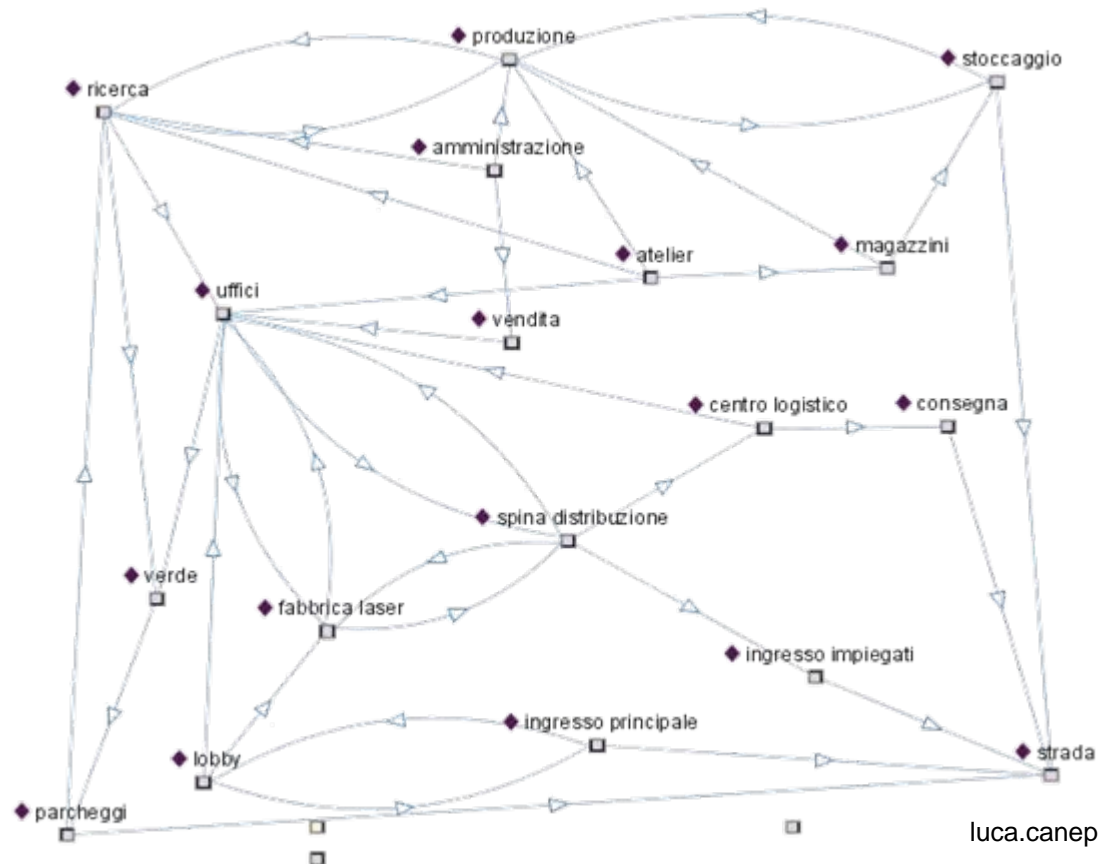 produzione
stoccaggio
ricerca
amministrazione
magazzini
atelier
uffici
vendita
centro logistico
consegna
spina distribuzione
verde
fabbrica laser
ingresso impiegati
ingresso principale
lobby
strada
parcheggi
luca.canep